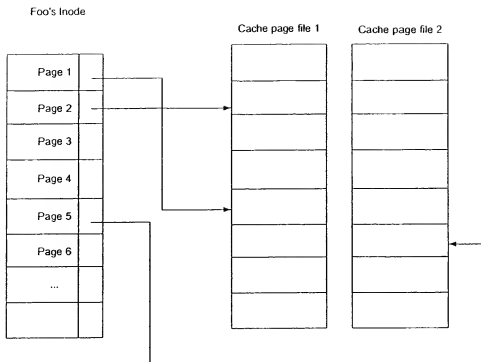 Foo's Inode
Cache page file 1
Cache page file 2
Page 1
Page 2
Page 3
Page 4
Page 5
Page 6
...